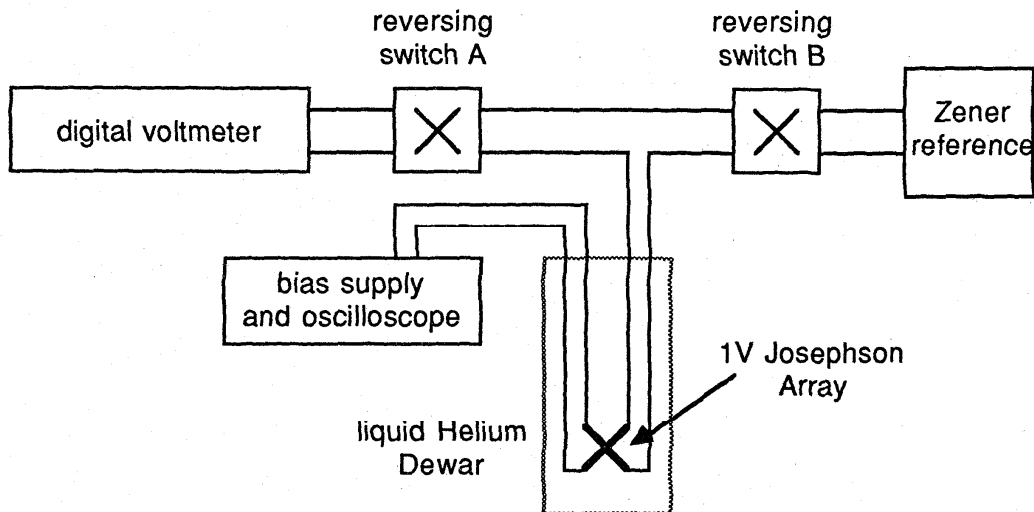 reversing
switch A
reversing
switch B
digital voltmeter
Zener
reference
bias supply
and oscilloscope
1V Josephson
Array
liquid Helium
Dewar